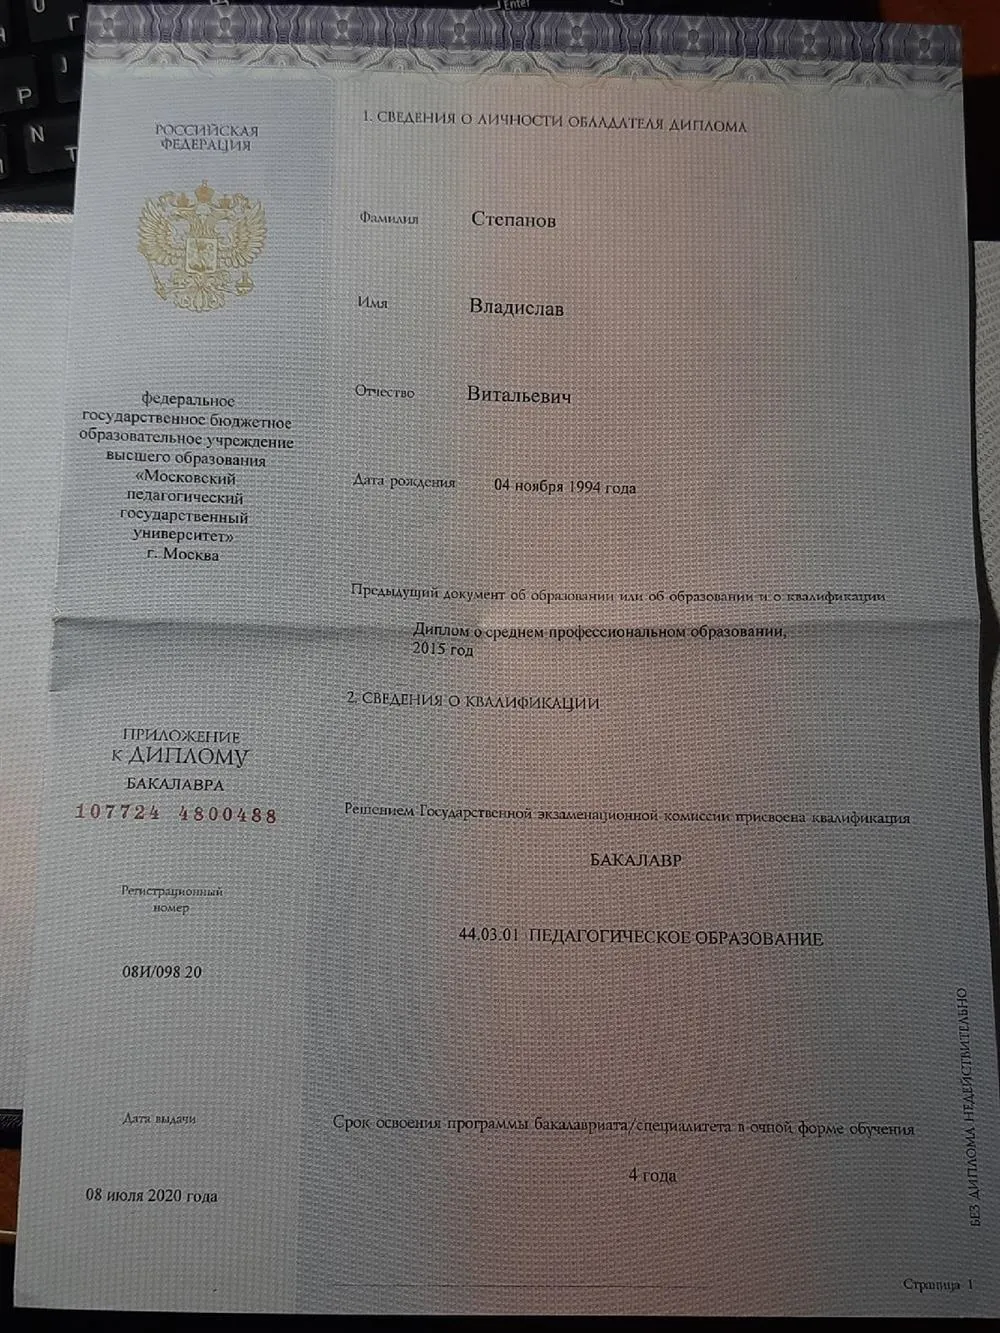 РОССИЙСКАЯ
ФЕДЕРАЦИЯ
федеральное
государственное бюджетное
образовательное учреждение
высшего образования
«Московский
педагогический
государственный
университет»
г. Москва
ПРИЛОЖЕНИЕ
к ДИПЛОМУ
БАКАЛАВРА
107724 4800488
Регистрационный
номер
08И/098 20
Дата выдачи
08 июля 2020 года
1. СВЕДЕНИЯ О ЛИЧНОСТИ ОБЛАДАТЕЛЯ ДИПЛОМА
Фамилия Степанов
Имя Владислав
Отчество Витальевич
Дата рождения 04 ноября 1994 года
Предыдущий документ об образовании или об образовании и о квалификации
Диплом о среднем профессиональном образовании,
2015 год
2. СВЕДЕНИЯ О КВАЛИФИКАЦИИ
Решением Государственной экзаменационной комиссии присвоена квалификация
БАКАЛАВР
44.03.01 ПЕДАГОГИЧЕСКОЕ ОБРАЗОВАНИЕ
Срок освоения программы бакалавриата/специалитета в очной форме обучения
4 года
БЕЗ ДИПЛОМА НЕДЕЙСТВИТЕЛЬНО
Страница 1
Enter
P
N